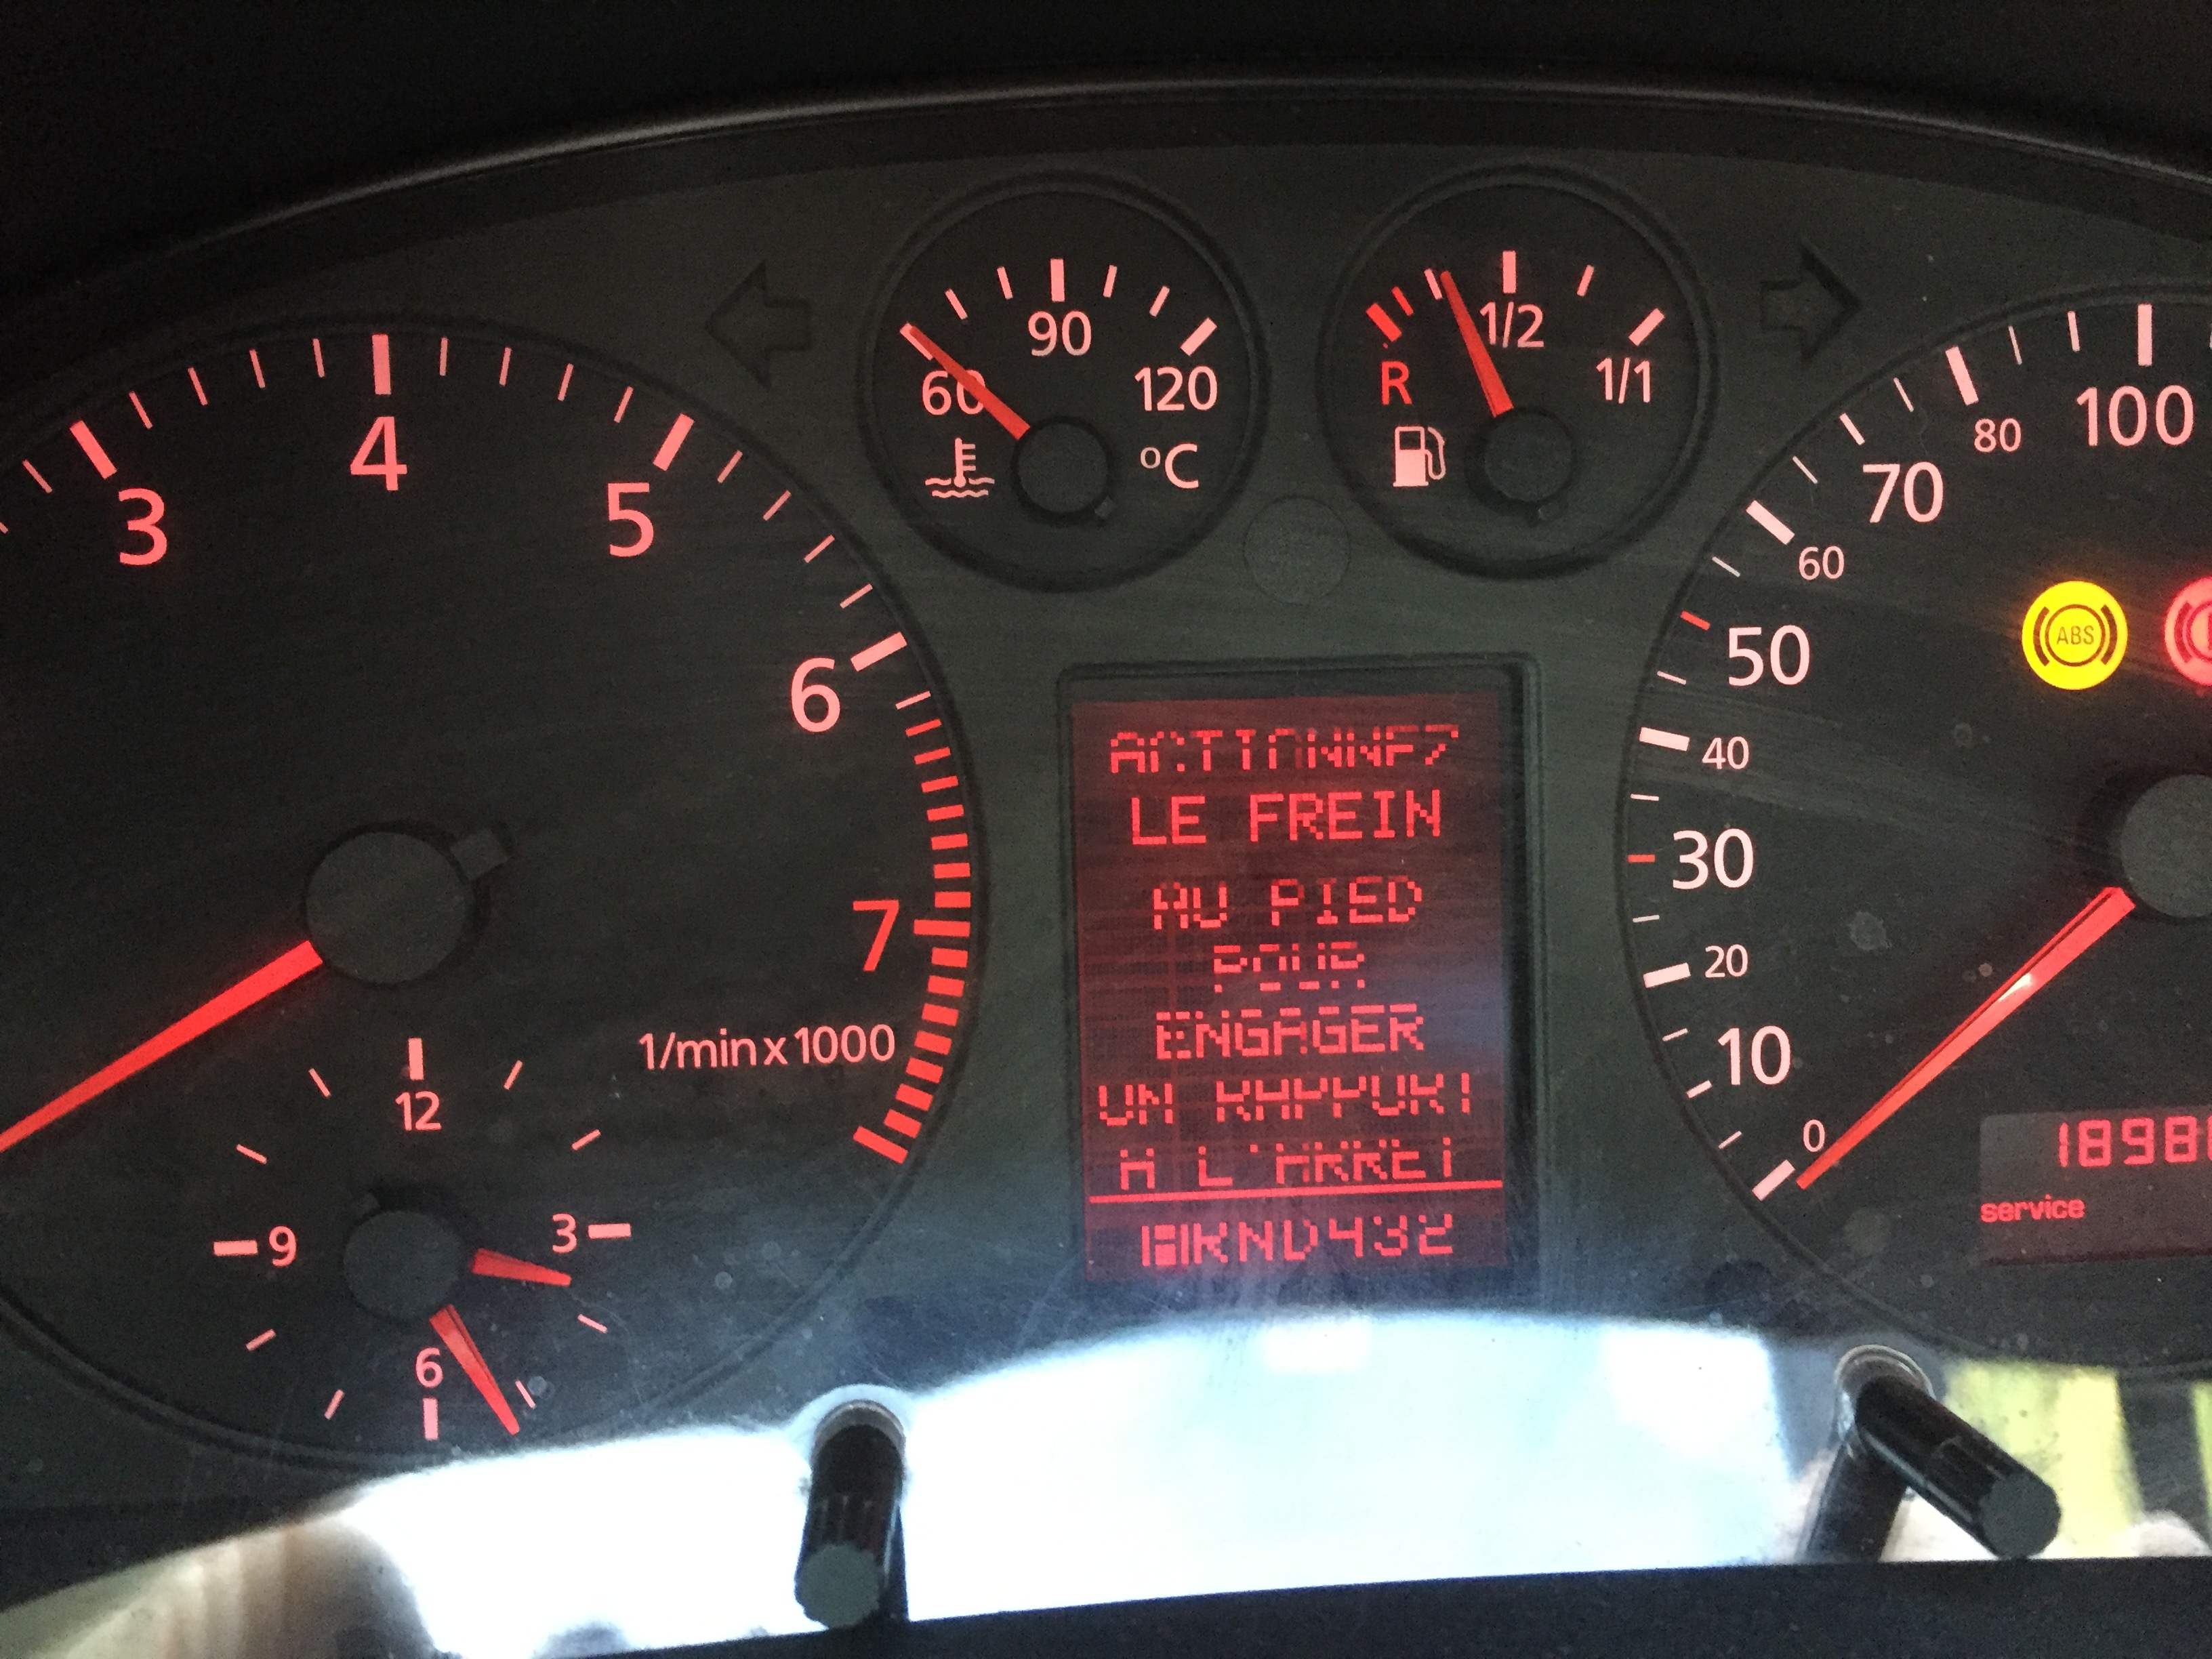 3
4
5
6
7
1/min x 1000
12
3
6
9
60
90
120
°C
R
1/2
1/1
ACTIONNEZ
LE FREIN
AU PIED
POUR
ENGAGER
UN RAPPORT
A L'ARRET
PRND432
0
10
20
30
40
50
60
70
80
100
ABS
service